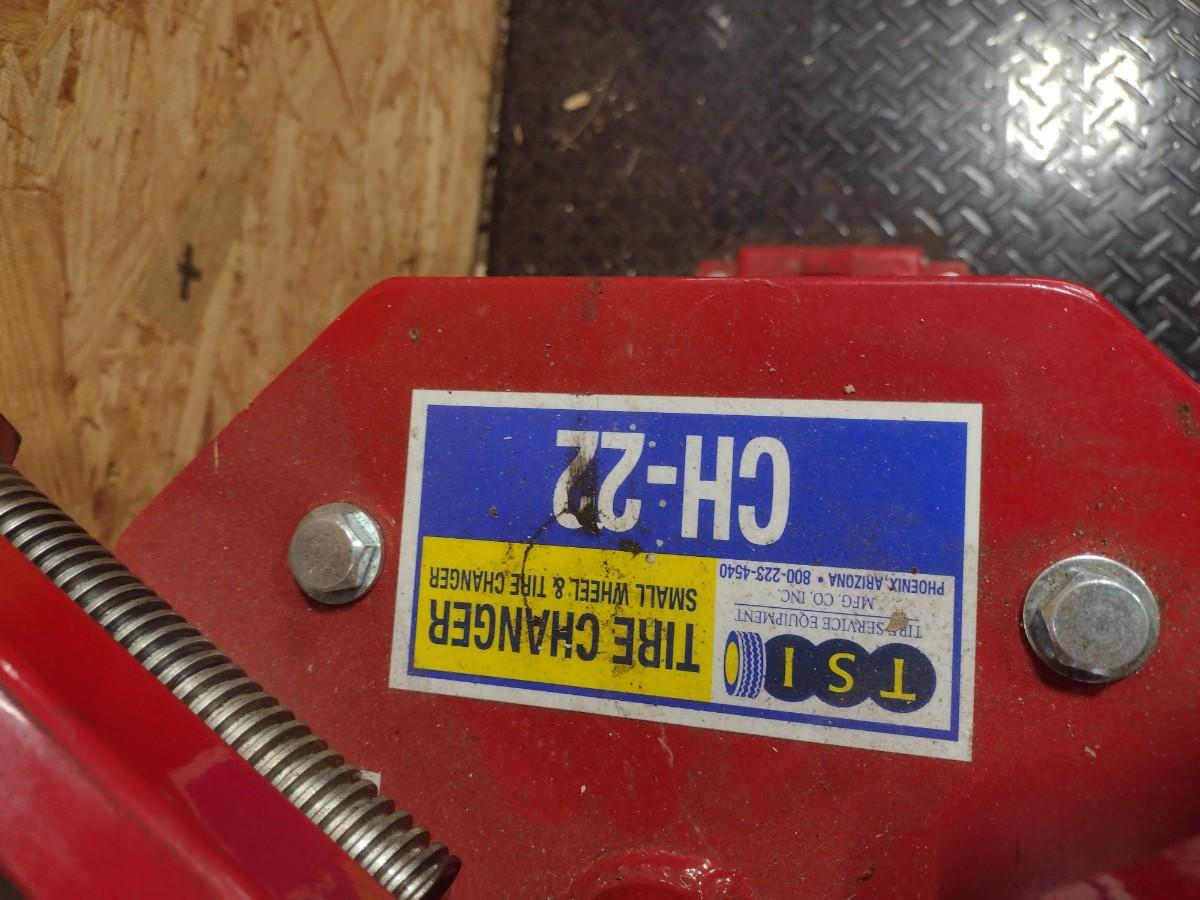 TSI
TIRE SERVICE EQUIPMENT
MFG. CO. INC.
PHOENIX ARIZONA • 800-223-4540
TIRE CHANGER
SMALL WHEEL & TIRE CHANGER
CH-22